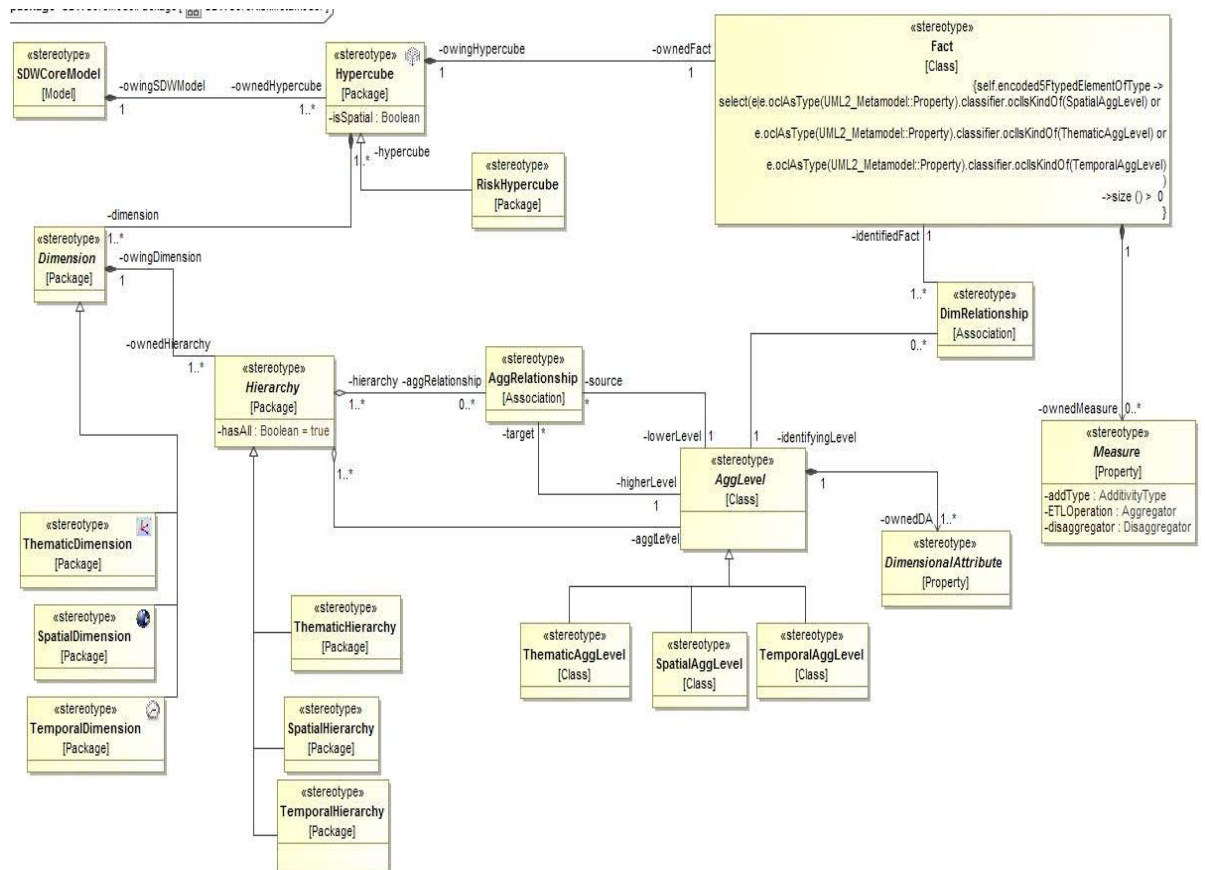 «stereotype»
SDWCoreModel
[Model]
-owingSDWModel
1
-ownedHypercube
1..*
«stereotype»
Hypercube
[Package]
-isSpatial : Boolean
-owingHypercube
1
-ownedFact
1
«stereotype»
Fact
[Class]
{self.encoded5FtypedElementOfType ->
select(e|e.oclAsType(UML2_Metamodel::Property).classifier.oclIsKindOf(SpatialAggLevel) or
e.oclAsType(UML2_Metamodel::Property).classifier.oclIsKindOf(ThematicAggLevel) or
e.oclAsType(UML2_Metamodel::Property).classifier.oclIsKindOf(TemporalAggLevel)
)
->size () > 0
}
1..*
-hypercube
«stereotype»
RiskHypercube
[Package]
-dimension
1..*
«stereotype»
Dimension
[Package]
-owingDimension
1
-identifiedFact
1
1
1..*
«stereotype»
DimRelationship
[Association]
0..*
-ownedHierarchy
1..*
«stereotype»
Hierarchy
[Package]
-hasAll : Boolean = true
-hierarchy
1..*
-aggRelationship
0..*
«stereotype»
AggRelationship
[Association]
-source
*
-target
*
-lowerLevel
1
1
-identifyingLevel
-higherLevel
1
1..*
«stereotype»
AggLevel
[Class]
1
-ownedMeasure
0..*
«stereotype»
Measure
[Property]
-addType : AdditivityType
-ETLOperation : Aggregator
-disaggregator : Disaggregator
-ownedDA
1..*
«stereotype»
DimensionalAttribute
[Property]
«stereotype»
ThematicDimension
[Package]
«stereotype»
SpatialDimension
[Package]
«stereotype»
TemporalDimension
[Package]
«stereotype»
ThematicHierarchy
[Package]
«stereotype»
SpatialHierarchy
[Package]
«stereotype»
TemporalHierarchy
[Package]
«stereotype»
ThematicAggLevel
[Class]
«stereotype»
SpatialAggLevel
[Class]
«stereotype»
TemporalAggLevel
[Class]